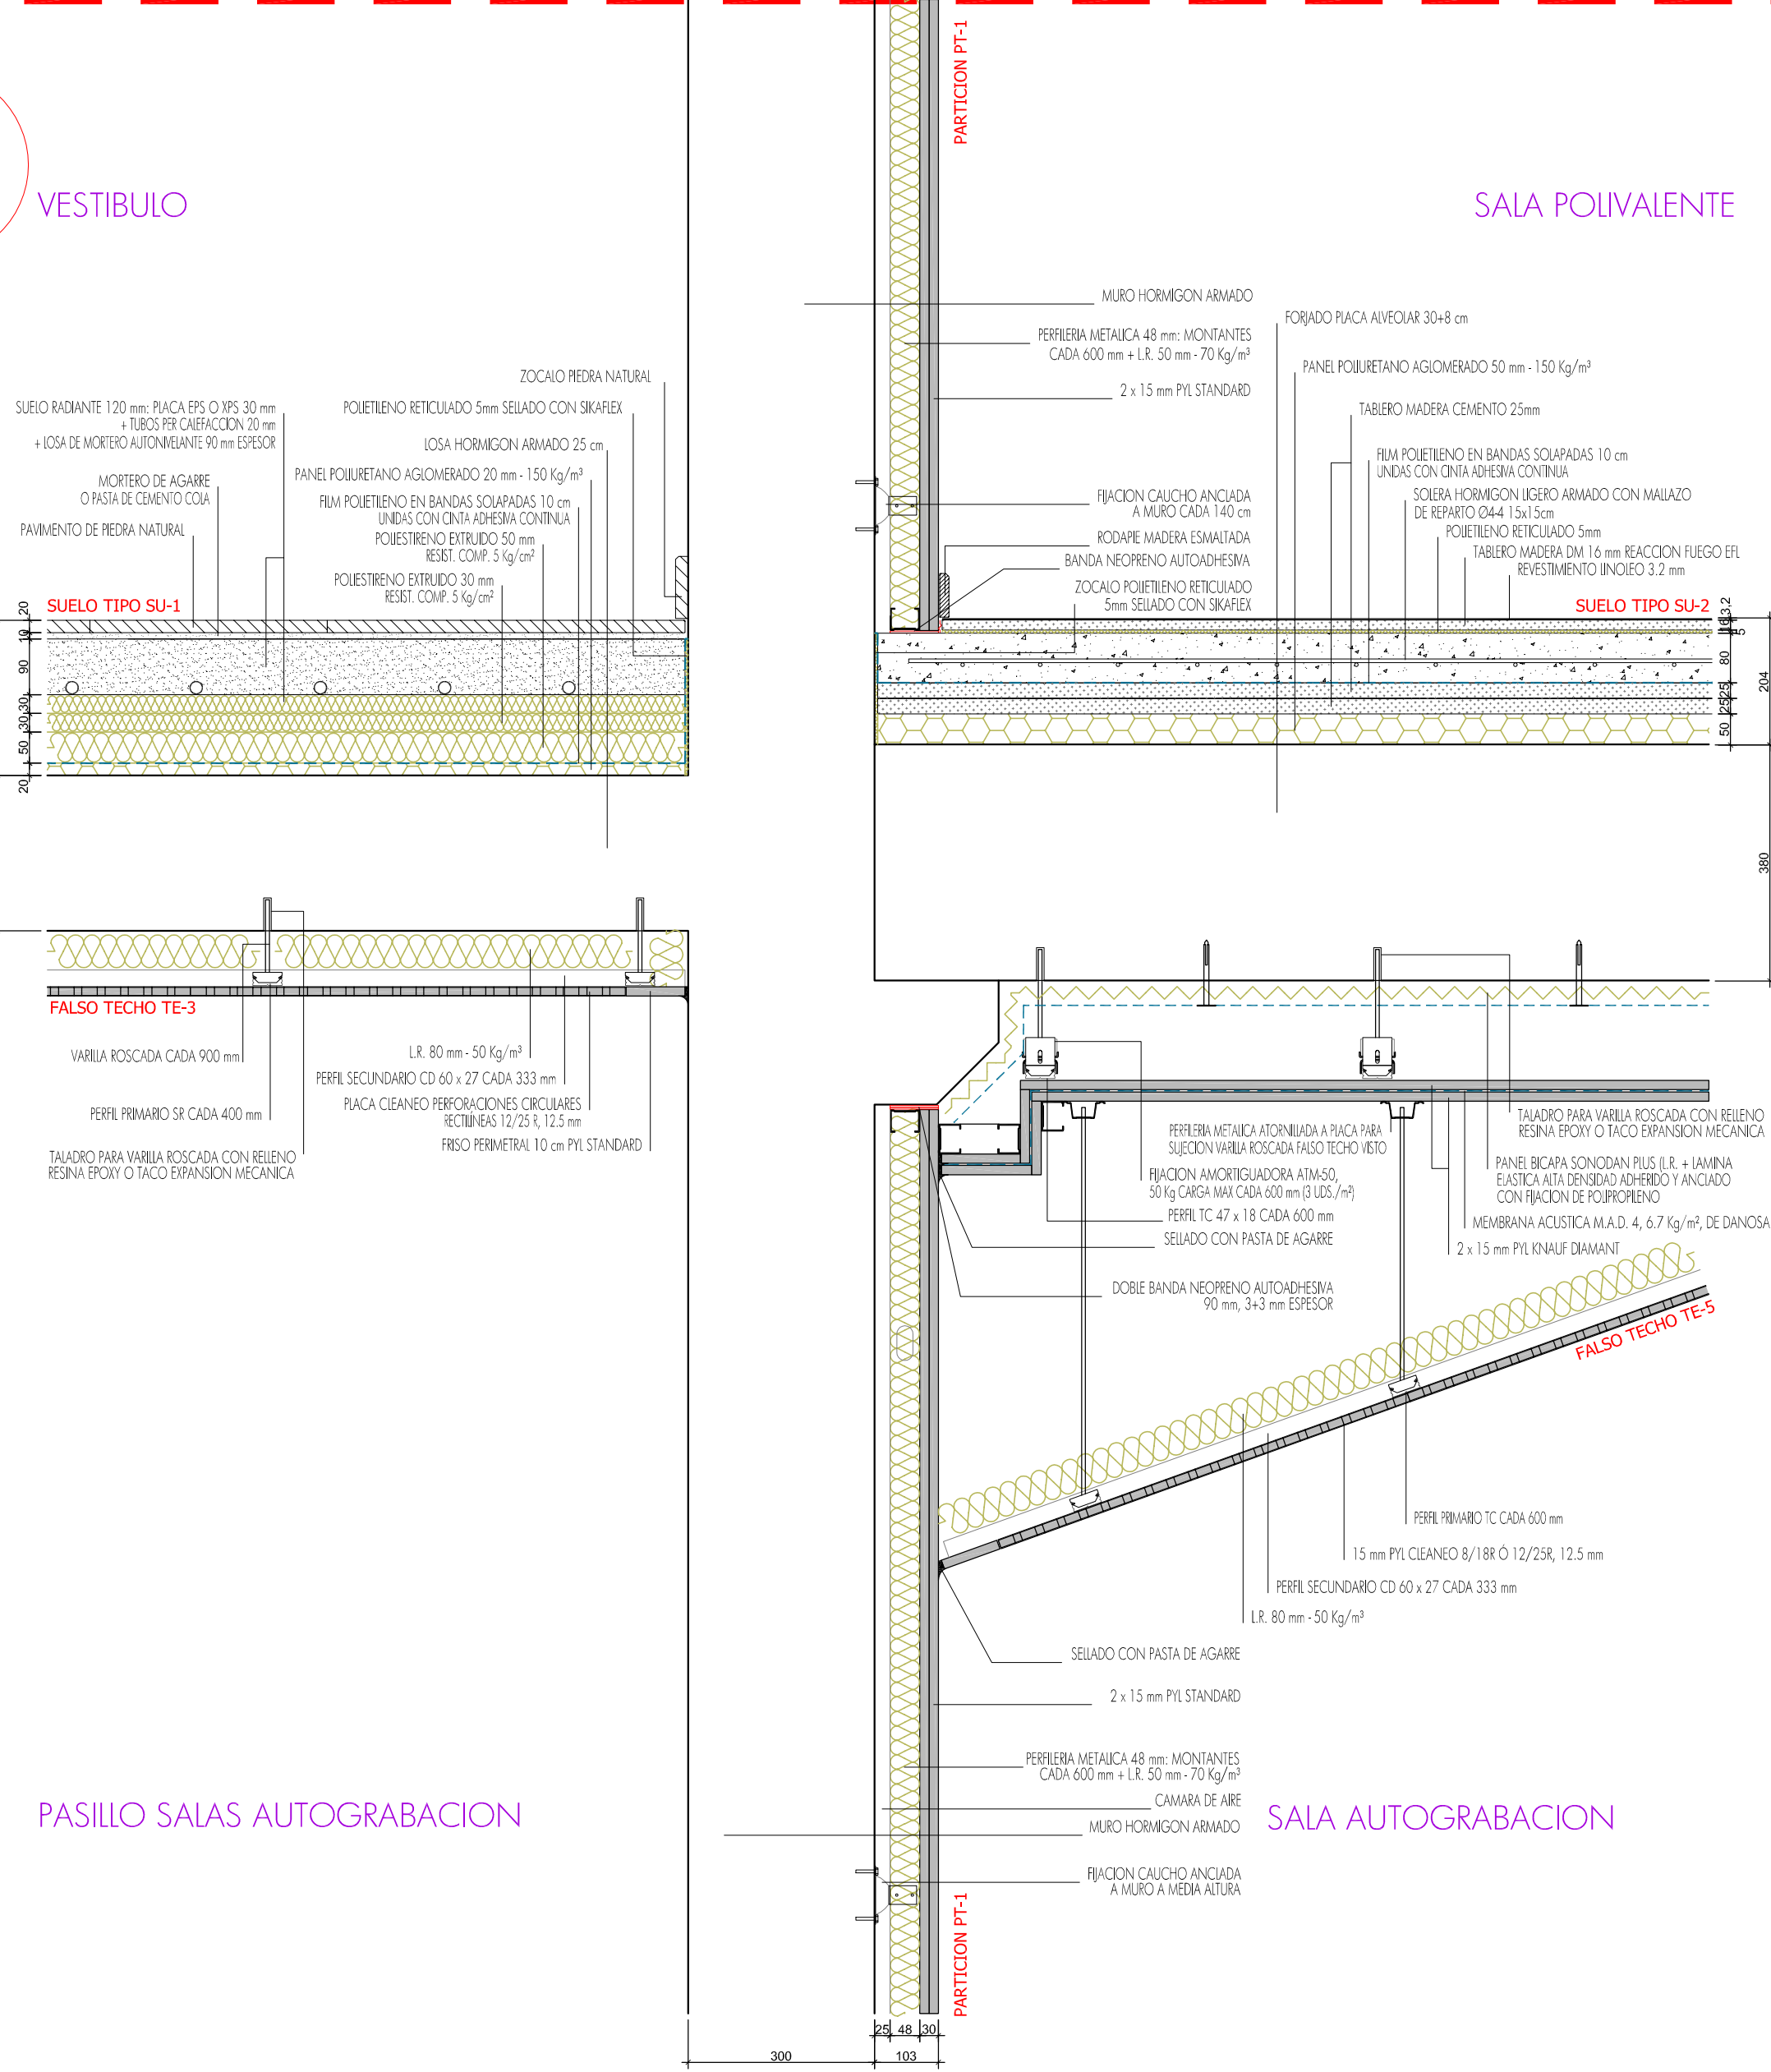 PARTICION PT-1
VESTIBULO
SALA POLIVALENTE
MURO HORMIGON ARMADO
PERFILERIA METALICA 48 mm: MONTANTES
CADA 600 mm + L.R. 50 mm - 70 Kg/m³
2 x 15 mm PYL STANDARD
FORJADO PLACA ALVEOLAR 30+8 cm
PANEL POLIURETANO AGLOMERADO 50 mm - 150 Kg/m³
TABLERO MADERA CEMENTO 25mm
FILM POLIETILENO EN BANDAS SOLAPADAS 10 cm
UNIDAS CON CINTA ADHESIVA CONTINUA
SOLERA HORMIGON LIGERO ARMADO CON MALLAZO
DE REPARTO Ø4-4 15x15cm
POLIETILENO RETICULADO 5mm
TABLERO MADERA DM 16 mm REACCION FUEGO EFL
REVESTIMIENTO LINOLEO 3.2 mm
ZOCALO PIEDRA NATURAL
SUELO RADIANTE 120 mm: PLACA EPS O XPS 30 mm
+ TUBOS PER CALEFACCION 20 mm
+ LOSA DE MORTERO AUTONIVELANTE 90 mm ESPESOR
POLIETILENO RETICULADO 5mm SELLADO CON SIKAFLEX
LOSA HORMIGON ARMADO 25 cm
MORTERO DE AGARRE
O PASTA DE CEMENTO COLA
PANEL POLIURETANO AGLOMERADO 20 mm - 150 Kg/m³
FILM POLIETILENO EN BANDAS SOLAPADAS 10 cm
UNIDAS CON CINTA ADHESIVA CONTINUA
PAVIMENTO DE PIEDRA NATURAL
POLIESTIRENO EXTRUIDO 50 mm
RESIST. COMP. 5 Kg/cm²
POLIESTIRENO EXTRUIDO 30 mm
RESIST. COMP. 5 Kg/cm²
FIJACION CAUCHO ANCLADA
A MURO CADA 140 cm
RODAPIE MADERA ESMALTADA
BANDA NEOPRENO AUTOADHESIVA
ZOCALO POLIETILENO RETICULADO
5mm SELLADO CON SIKAFLEX
SUELO TIPO SU-1
SUELO TIPO SU-2
20
10
90
30
30
50
20
3,2
16
5
80
25
25
50
204
380
FALSO TECHO TE-3
VARILLA ROSCADA CADA 900 mm
L.R. 80 mm - 50 Kg/m³
PERFIL SECUNDARIO CD 60 x 27 CADA 333 mm
PLACA CLEANEO PERFORACIONES CIRCULARES
RECTILÍNEAS 12/25 R, 12.5 mm
PERFIL PRIMARIO SR CADA 400 mm
FRISO PERIMETRAL 10 cm PYL STANDARD
TALADRO PARA VARILLA ROSCADA CON RELLENO
RESINA EPOXY O TACO EXPANSION MECANICA
PERFILERIA METALICA ATORNILLADA A PLACA PARA
SUJECION VARILLA ROSCADA FALSO TECHO VISTO
FIJACION AMORTIGUADORA ATM-50,
50 Kg CARGA MAX CADA 600 mm (3 UDS./m²)
PERFIL TC 47 x 18 CADA 600 mm
SELLADO CON PASTA DE AGARRE
DOBLE BANDA NEOPRENO AUTOADHESIVA
90 mm, 3+3 mm ESPESOR
TALADRO PARA VARILLA ROSCADA CON RELLENO
RESINA EPOXY O TACO EXPANSION MECANICA
PANEL BICAPA SONODAN PLUS (L.R. + LAMINA
ELASTICA ALTA DENSIDAD ADHERIDO Y ANCLADO
CON FIJACION DE POLIPROPILENO
MEMBRANA ACUSTICA M.A.D. 4, 6.7 Kg/m², DE DANOSA
2 x 15 mm PYL KNAUF DIAMANT
FALSO TECHO TE-5
PERFIL PRIMARIO TC CADA 600 mm
15 mm PYL CLEANEO 8/18R Ó 12/25R, 12.5 mm
PERFIL SECUNDARIO CD 60 x 27 CADA 333 mm
L.R. 80 mm - 50 Kg/m³
SELLADO CON PASTA DE AGARRE
2 x 15 mm PYL STANDARD
PERFILERIA METALICA 48 mm: MONTANTES
CADA 600 mm + L.R. 50 mm - 70 Kg/m³
CAMARA DE AIRE
MURO HORMIGON ARMADO
FIJACION CAUCHO ANCLADA
A MURO A MEDIA ALTURA
PASILLO SALAS AUTOGRABACION
SALA AUTOGRABACION
PARTICION PT-1
25 48 30
300 103